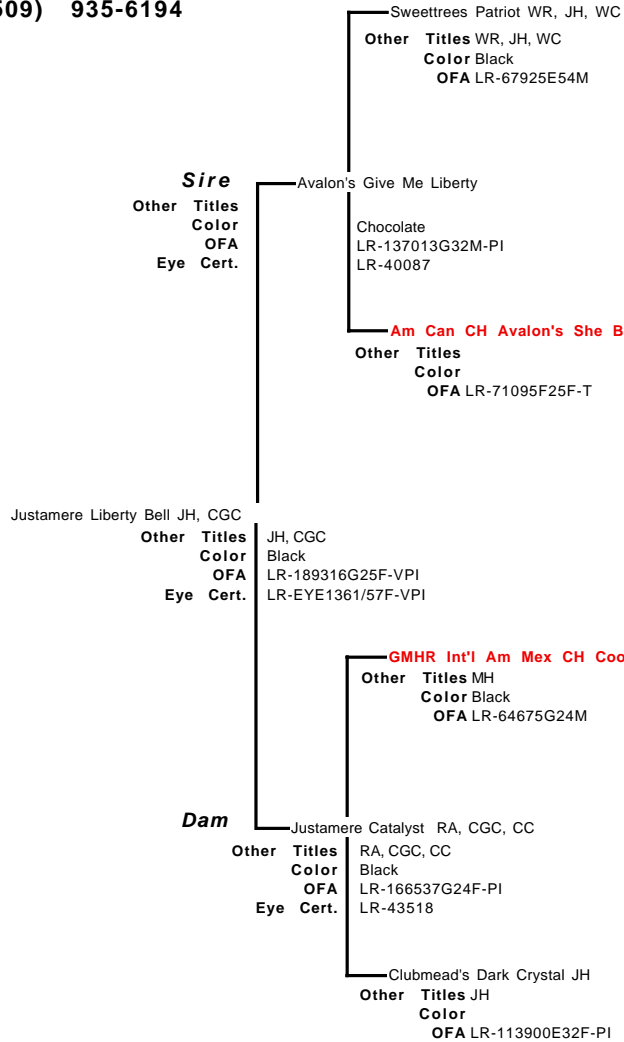 509) 935-6194
Sweettrees Patriot WR, JH, WC
Other Titles WR, JH, WC
Color Black
OFA LR-67925E54M
Sire
Avalon's Give Me Liberty
Other Titles
Color Chocolate
OFA LR-137013G32M-PI
Eye Cert. LR-40087
Am Can CH Avalon's She B
Other Titles
Color
OFA LR-71095F25F-T
Justamere Liberty Bell JH, CGC
Other Titles JH, CGC
Color Black
OFA LR-189316G25F-VPI
Eye Cert. LR-EYE1361/57F-VPI
GMHR Int'l Am Mex CH Coo
Other Titles MH
Color Black
OFA LR-64675G24M
Dam
Justamere Catalyst RA, CGC, CC
Other Titles RA, CGC, CC
Color Black
OFA LR-166537G24F-PI
Eye Cert. LR-43518
Clubmead's Dark Crystal JH
Other Titles JH
Color
OFA LR-113900E32F-PI